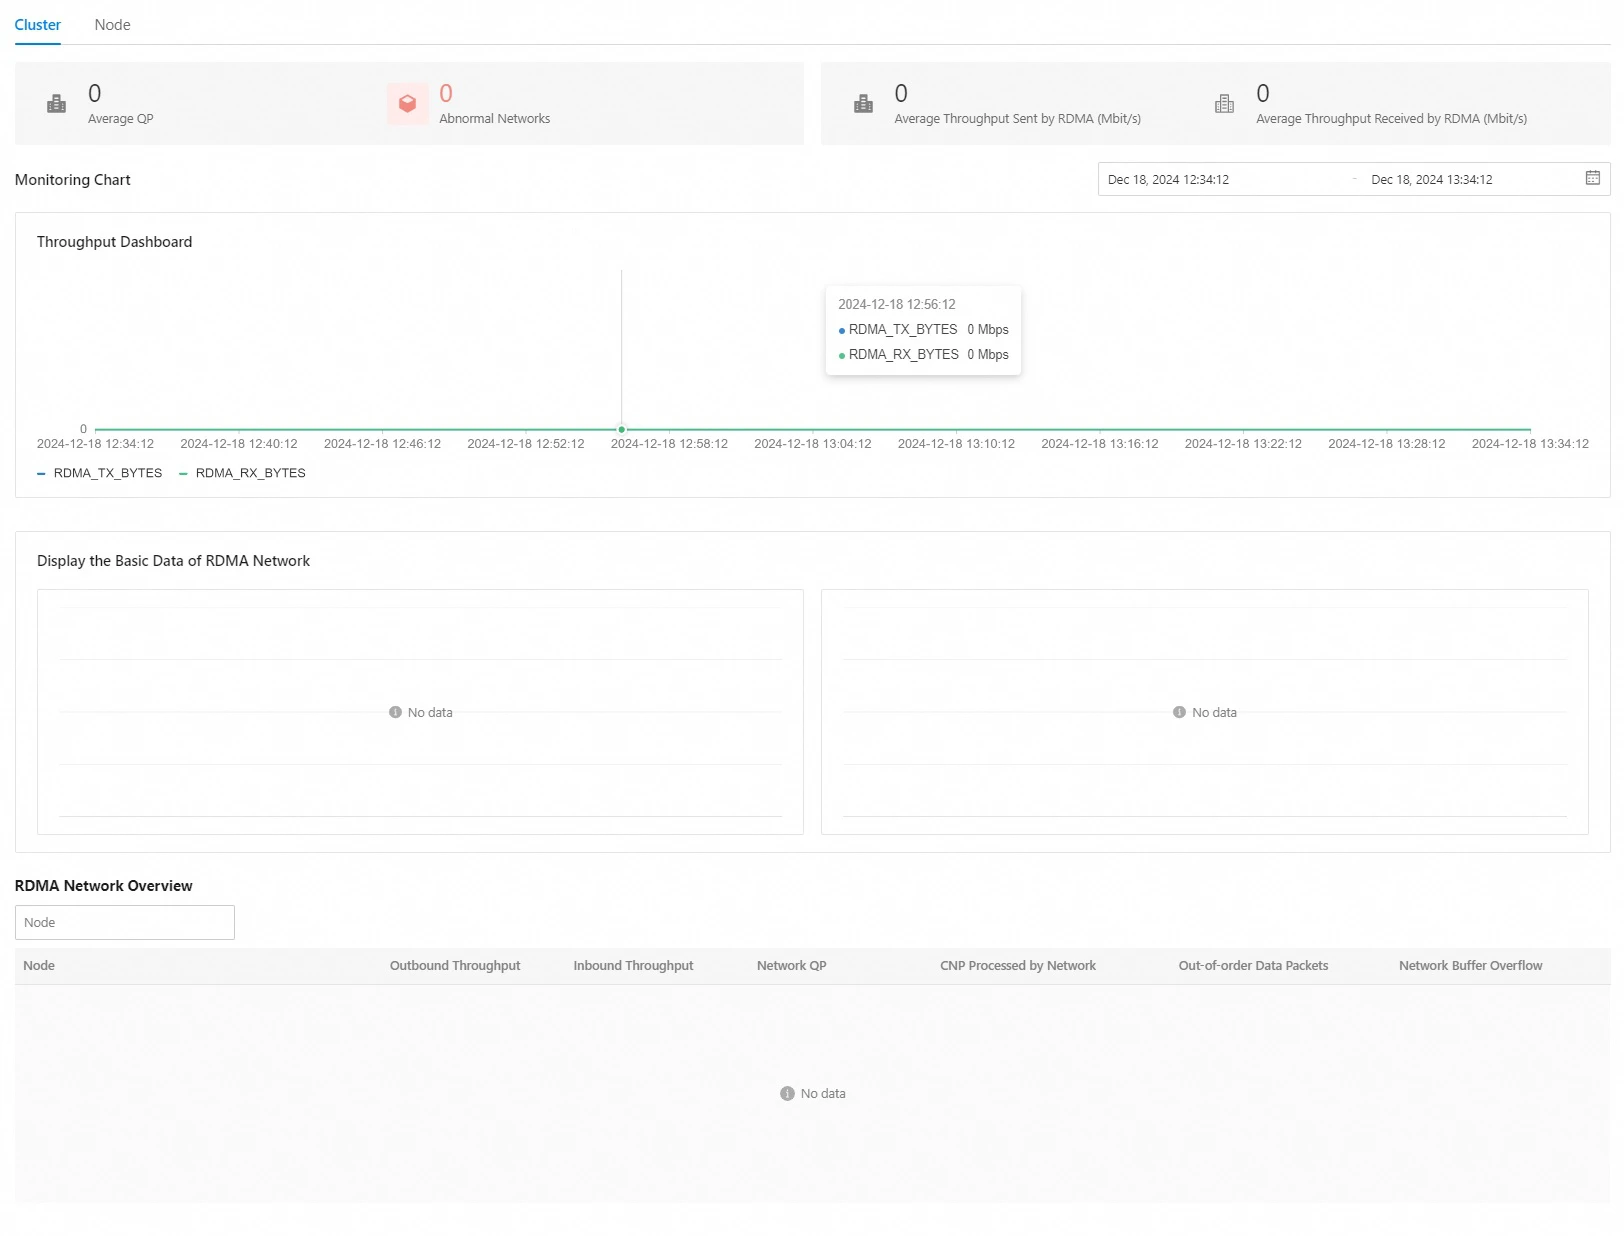 Cluster Node
0
Average QP
0
Abnormal Networks
0
Average Throughput Sent by RDMA (Mbit/s)
0
Average Throughput Received by RDMA (Mbit/s)
Monitoring Chart
Dec 18, 2024 12:34:12 - Dec 18, 2024 13:34:12
Throughput Dashboard
2024-12-18 12:56:12
RDMA_TX_BYTES 0 Mbps
RDMA_RX_BYTES 0 Mbps
0
2024-12-18 12:34:12 2024-12-18 12:40:12 2024-12-18 12:46:12 2024-12-18 12:52:12 2024-12-18 12:58:12 2024-12-18 13:04:12 2024-12-18 13:10:12 2024-12-18 13:16:12 2024-12-18 13:22:12 2024-12-18 13:28:12 2024-12-18 13:34:12
RDMA_TX_BYTES RDMA_RX_BYTES
Display the Basic Data of RDMA Network
No data
No data
RDMA Network Overview
Node
Node Outbound Throughput Inbound Throughput Network QP CNP Processed by Network Out-of-order Data Packets Network Buffer Overflow
No data